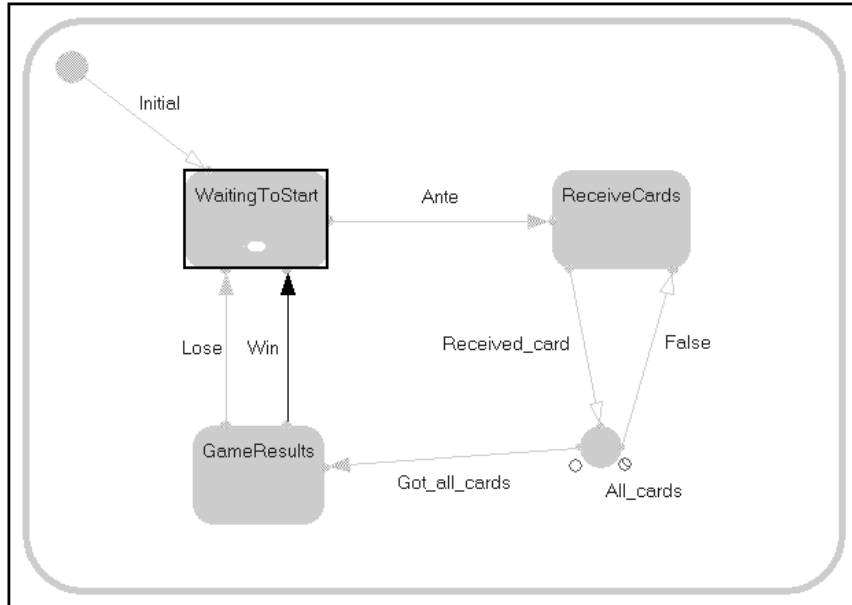 Initial
WaitingToStart
Ante
ReceiveCards
Lose
Win
Received_card
False
GameResults
Got_all_cards
All_cards